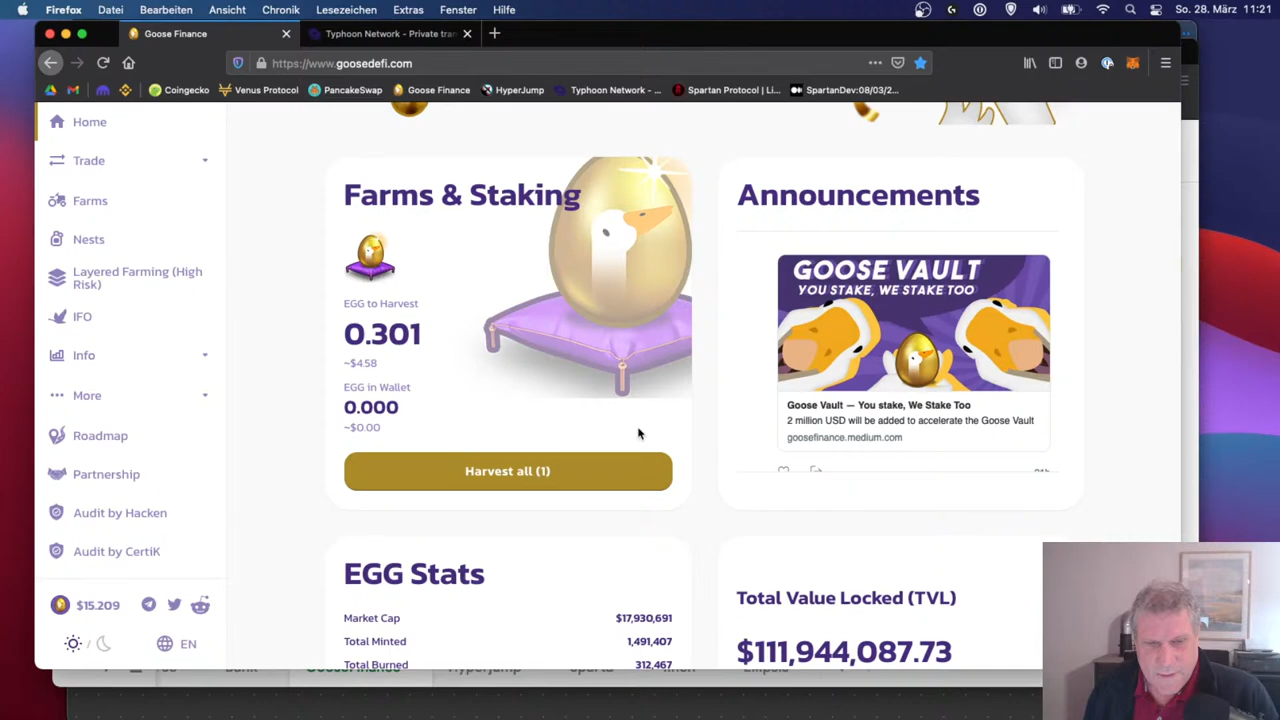 Firefox Datei Bearbeiten Ansicht Chronik Lesezeichen Extras Fenster Hilfe So. 28. März 11:21
Goose Finance
Typhoon Network - Private tran
https://www.goosedefi.com
Coingecko Venus Protocol PancakeSwap Goose Finance HyperJump Typhoon Network - ... Spartan Protocol | Li... SpartanDev:08/03/2...
Home
Trade
Farms
Nests
Layered Farming (High
Risk)
IFO
Info
More
Roadmap
Partnership
Audit by Hacken
Audit by CertiK
$15.209
EN
Farms & Staking
EGG to Harvest
0.301
~$4.58
EGG in Wallet
0.000
~$0.00
Harvest all (1)
Announcements
GOOSE VAULT
YOU STAKE, WE STAKE TOO
Goose Vault — You stake, We Stake Too
2 million USD will be added to accelerate the Goose Vault
goosefinance.medium.com
EGG Stats
Market Cap $17,930,691
Total Minted 1,491,407
Total Burned 312,467
Total Value Locked (TVL)
$111,944,087.73